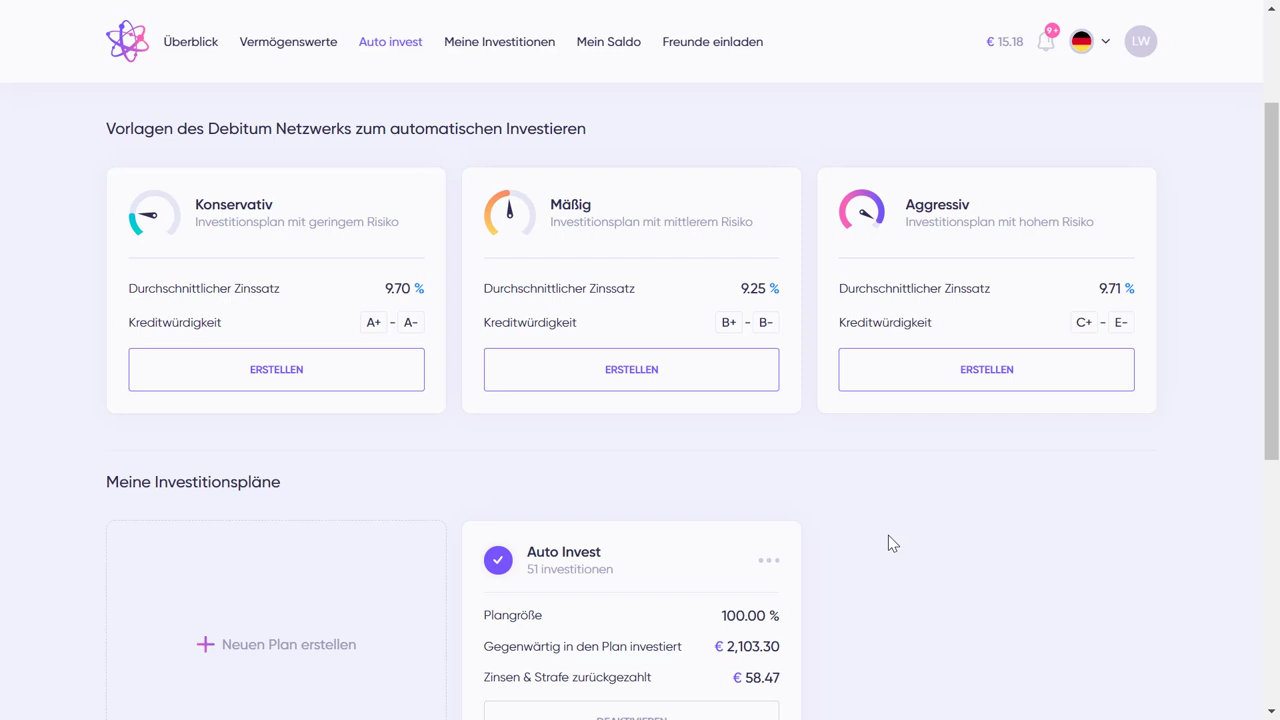 Überblick Vermögenswerte Auto invest Meine Investitionen Mein Saldo Freunde einladen € 15.18 9+ LW
Vorlagen des Debitum Netzwerks zum automatischen Investieren
Konservativ
Investitionsplan mit geringem Risiko
Durchschnittlicher Zinssatz 9.70 %
Kreditwürdigkeit A+ - A-
ERSTELLEN
Mäßig
Investitionsplan mit mittlerem Risiko
Durchschnittlicher Zinssatz 9.25 %
Kreditwürdigkeit B+ - B-
ERSTELLEN
Aggressiv
Investitionsplan mit hohem Risiko
Durchschnittlicher Zinssatz 9.71 %
Kreditwürdigkeit C+ - E-
ERSTELLEN
Meine Investitionspläne
+ Neuen Plan erstellen
Auto Invest
51 investitionen
Plangröße 100.00 %
Gegenwärtig in den Plan investiert € 2,103.30
Zinsen & Strafe zurückgezahlt € 58.47
DEAKTIVIEREN